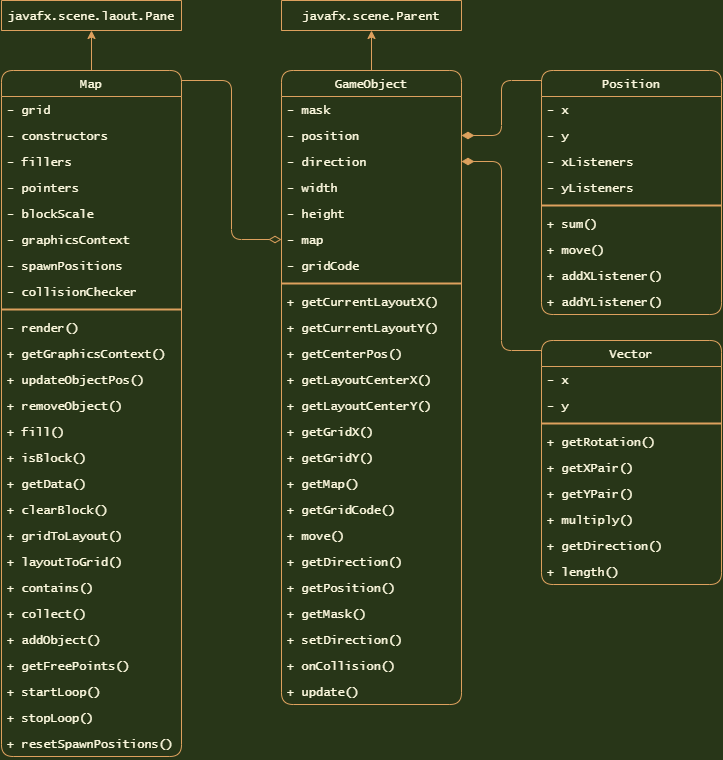 javafx.scene.laout.Pane
Map
- grid
- constructors
- fillers
- pointers
- blockScale
- graphicsContext
- spawnPositions
- collisionChecker
- render()
+ getGraphicsContext()
+ updateObjectPos()
+ removeObject()
+ fill()
+ isBlock()
+ getData()
+ clearBlock()
+ gridToLayout()
+ layoutToGrid()
+ contains()
+ collect()
+ addObject()
+ getFreePoints()
+ startLoop()
+ stopLoop()
+ resetSpawnPositions()
javafx.scene.Parent
GameObject
- mask
- position
- direction
- width
- height
- map
- gridCode
+ getCurrentLayoutX()
+ getCurrentLayoutY()
+ getCenterPos()
+ getLayoutCenterX()
+ getLayoutCenterY()
+ getGridX()
+ getGridY()
+ getMap()
+ getGridCode()
+ move()
+ getDirection()
+ getPosition()
+ getMask()
+ setDirection()
+ onCollision()
+ update()
Position
- x
- y
- xListeners
- yListeners
+ sum()
+ move()
+ addXListener()
+ addYListener()
Vector
- x
- y
+ getRotation()
+ getXPair()
+ getYPair()
+ multiply()
+ getDirection()
+ length()